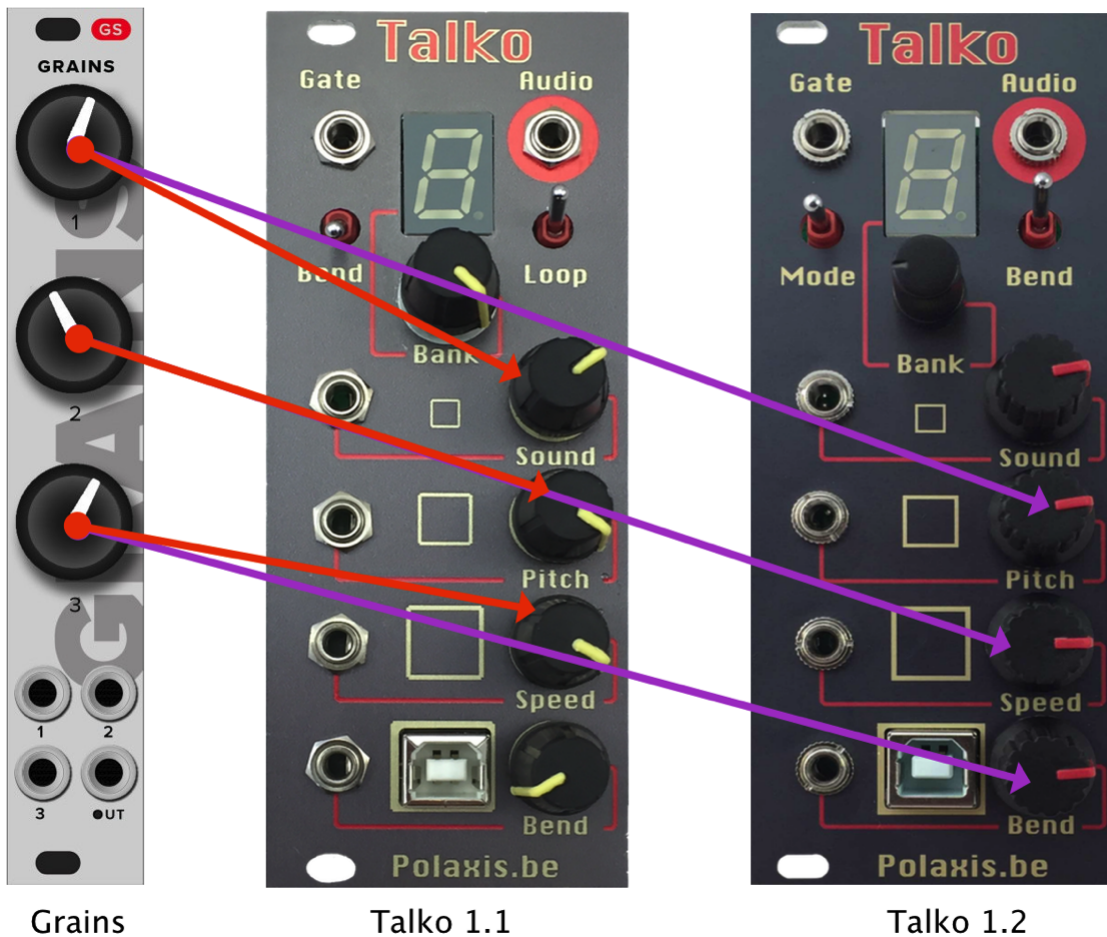 GS
GRAINS
1
2
3
GRAINS
1
2
3
OUT
Grains
Talko
Gate
Audio
Bend
Loop
Bank
Sound
Pitch
Speed
Bend
Polaxis.be
Talko 1.1
Talko
Gate
Audio
Mode
Bend
Bank
Sound
Pitch
Speed
Bend
Polaxis.be
Talko 1.2